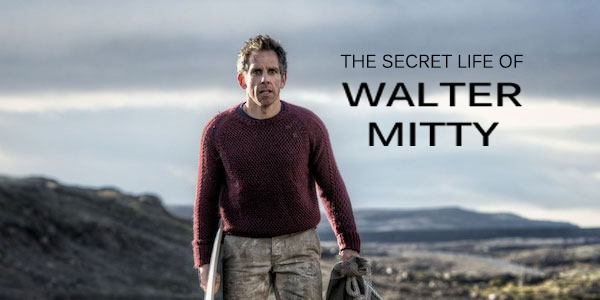 THE SECRET LIFE OF
WALTER
MITTY